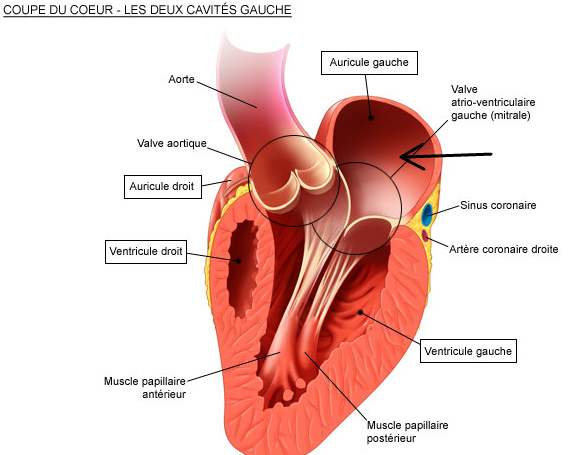 COUPE DU COEUR - LES DEUX CAVITÉS GAUCHE
Auricule gauche
Aorte
Valve
atrio-ventriculaire
gauche (mitrale)
Valve aortique
Auricule droit
Sinus coronaire
Ventricule droit
Artère coronaire droite
Ventricule gauche
Muscle papillaire
antérieur
Muscle papillaire
postérieur